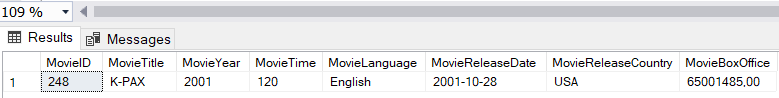 109 %
Results Messages
MovieID MovieTitle MovieYear MovieTime MovieLanguage MovieReleaseDate MovieReleaseCountry MovieBoxOffice
1 248 K-PAX 2001 120 English 2001-10-28 USA 65001485,00